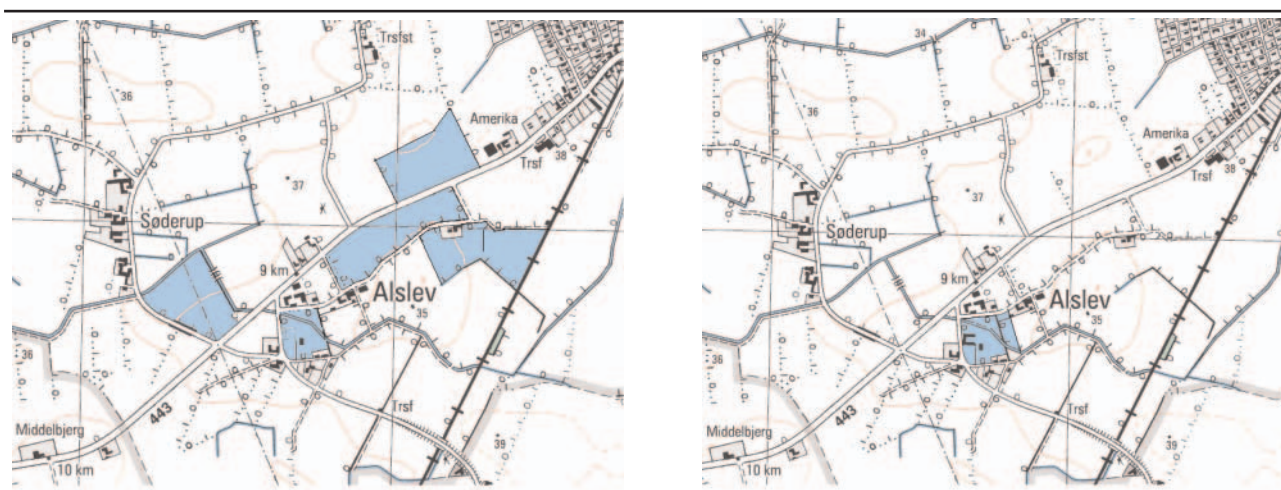 Trsfst
36
Amerika
Trsf
38
37
Søderup
9 km
Alslev
35
36
443
Trsf
Middelbjerg
39
10 km
34
Trsfst
36
Amerika
Trsf
38
37
Søderup
9 km
Alslev
35
36
443
Trsf
Middelbjerg
39
10 km